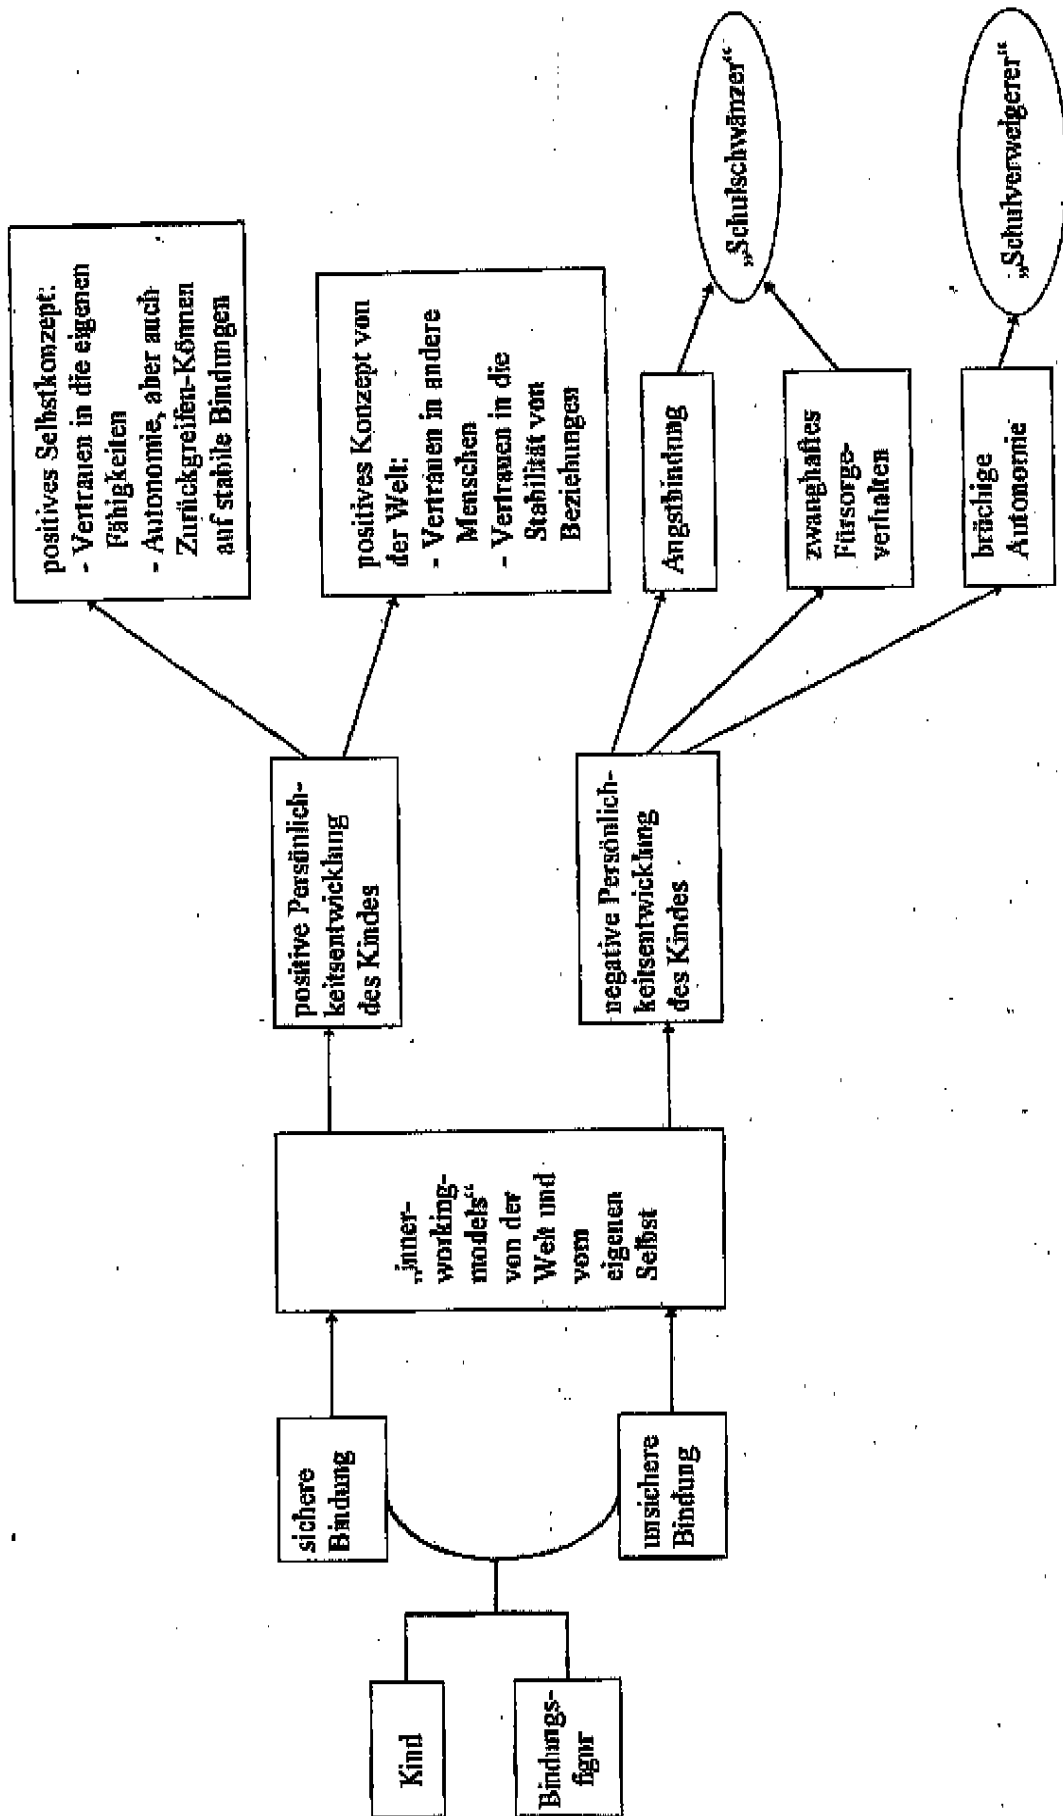 Kind
Bindungs-
figur
sichere
Bindung
unsichere
Bindung
„inner-
working-
models“
von der
Welt und
vom
eigenen
Selbst
positive Persönlich-
keitsentwicklung
des Kindes
negative Persönlich-
keitsentwicklung
des Kindes
positives Selbstkonzept:
- Vertrauen in die eigenen
Fähigkeiten
- Autonomie, aber auch
Zurückgreifen-Können
auf stabile Bindungen
positives Konzept von
der Welt:
- Vertrauen in andere
Menschen
- Vertrauen in die
Stabilität von
Beziehungen
Angstbindung
zwanghaftes
Fürsorge-
verhalten
brüchige
Autonomie
„Schulschwänzer“
„Schulverweigerer“